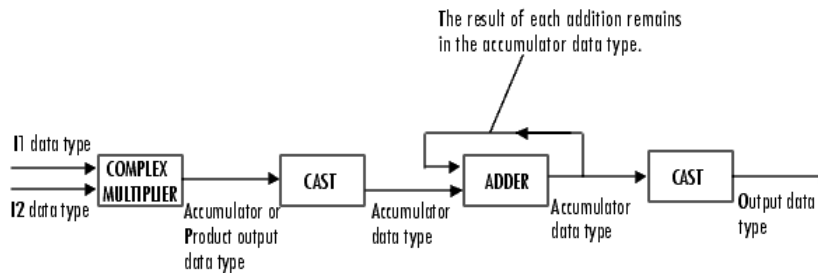 The result of each addition remains
in the accumulator data type.
I1 data type
I2 data type
COMPLEX
MULTIPLIER
Accumulator or
Product output
data type
CAST
Accumulator
data type
ADDER
Accumulator
data type
CAST
Output data
type